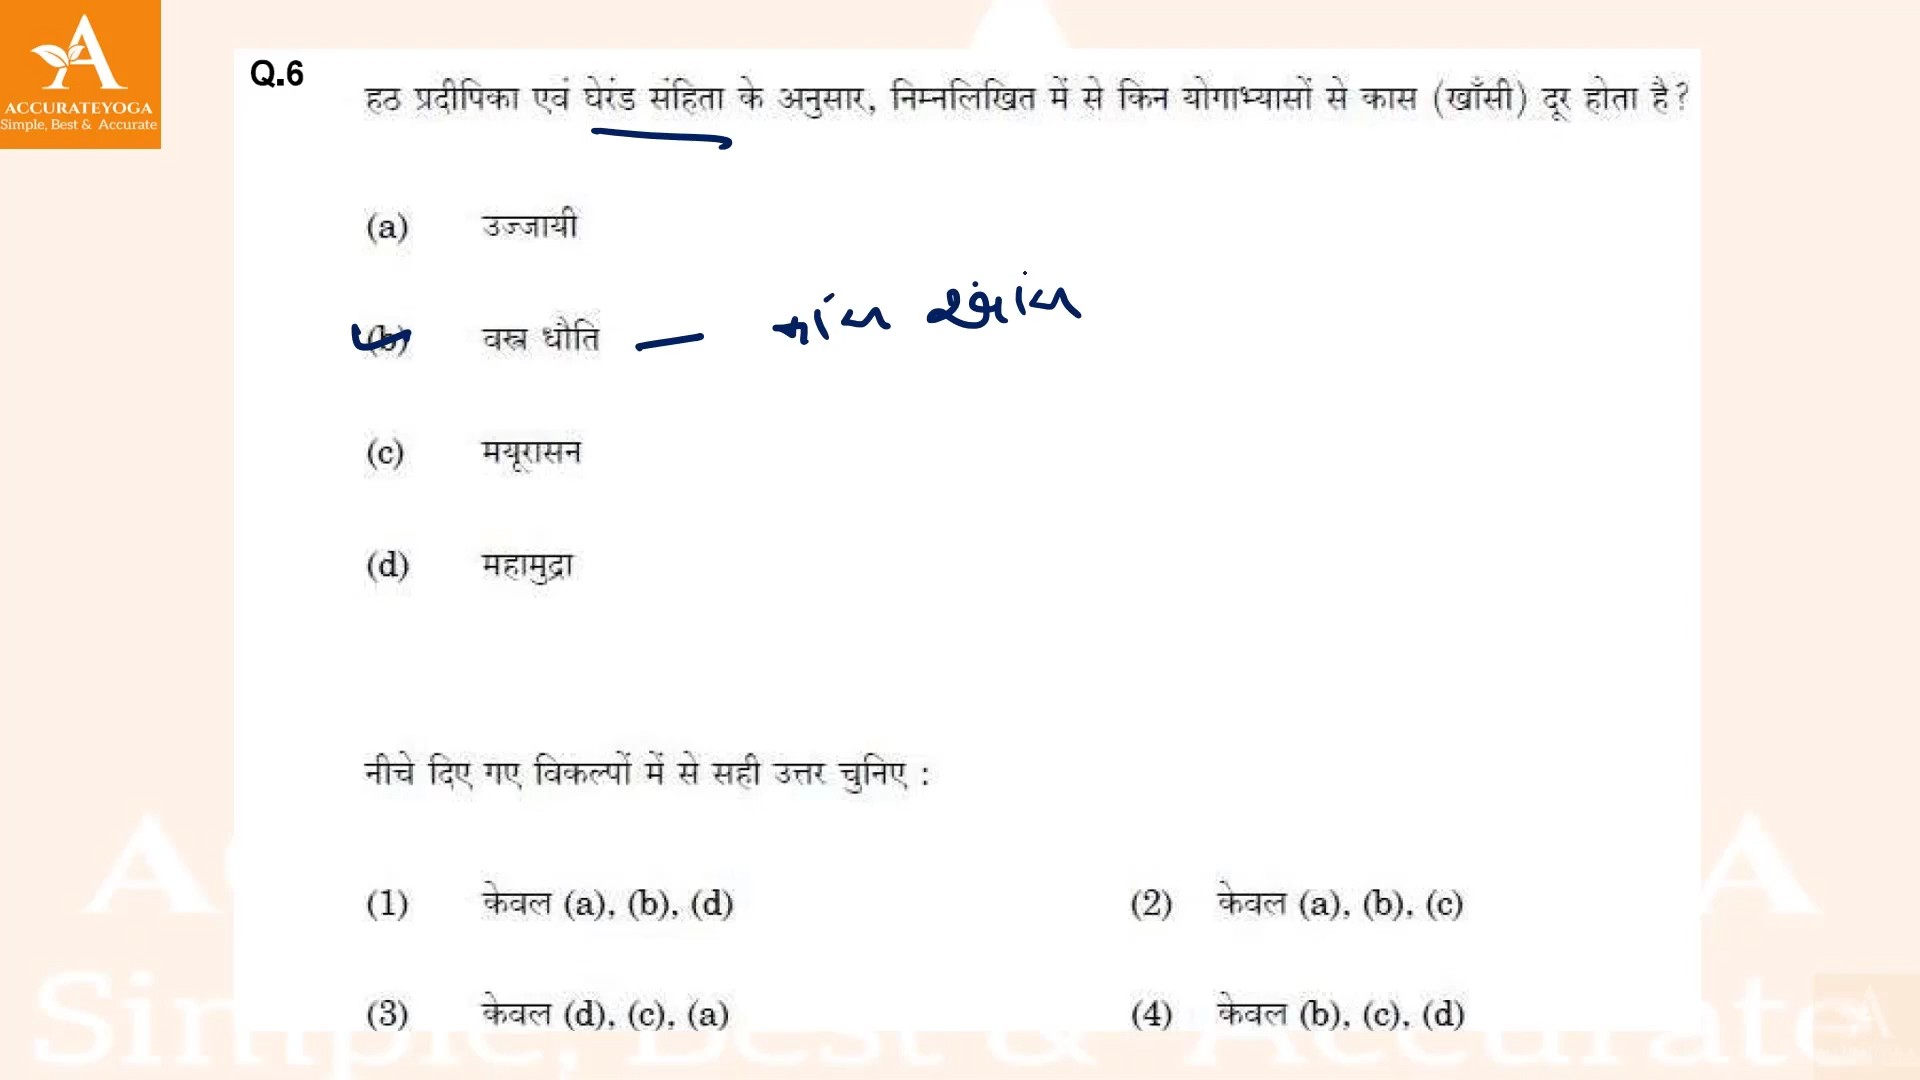 A
ACCURATEYOGA
Simple, Best & Accurate
Q.6
हठ प्रदीपिका एवं घेरंड संहिता के अनुसार, निम्नलिखित में से किन योगाभ्यासों से कास (खाँसी) दूर होता है?
(a) उज्जायी
(b) वस्त्र धौति —
(c) मयूरासन
(d) महामुद्रा
नीचे दिए गए विकल्पों में से सही उत्तर चुनिए :
(1) केवल (a), (b), (d)
(2) केवल (a), (b), (c)
(3) केवल (d), (c), (a)
(4) केवल (b), (c), (d)